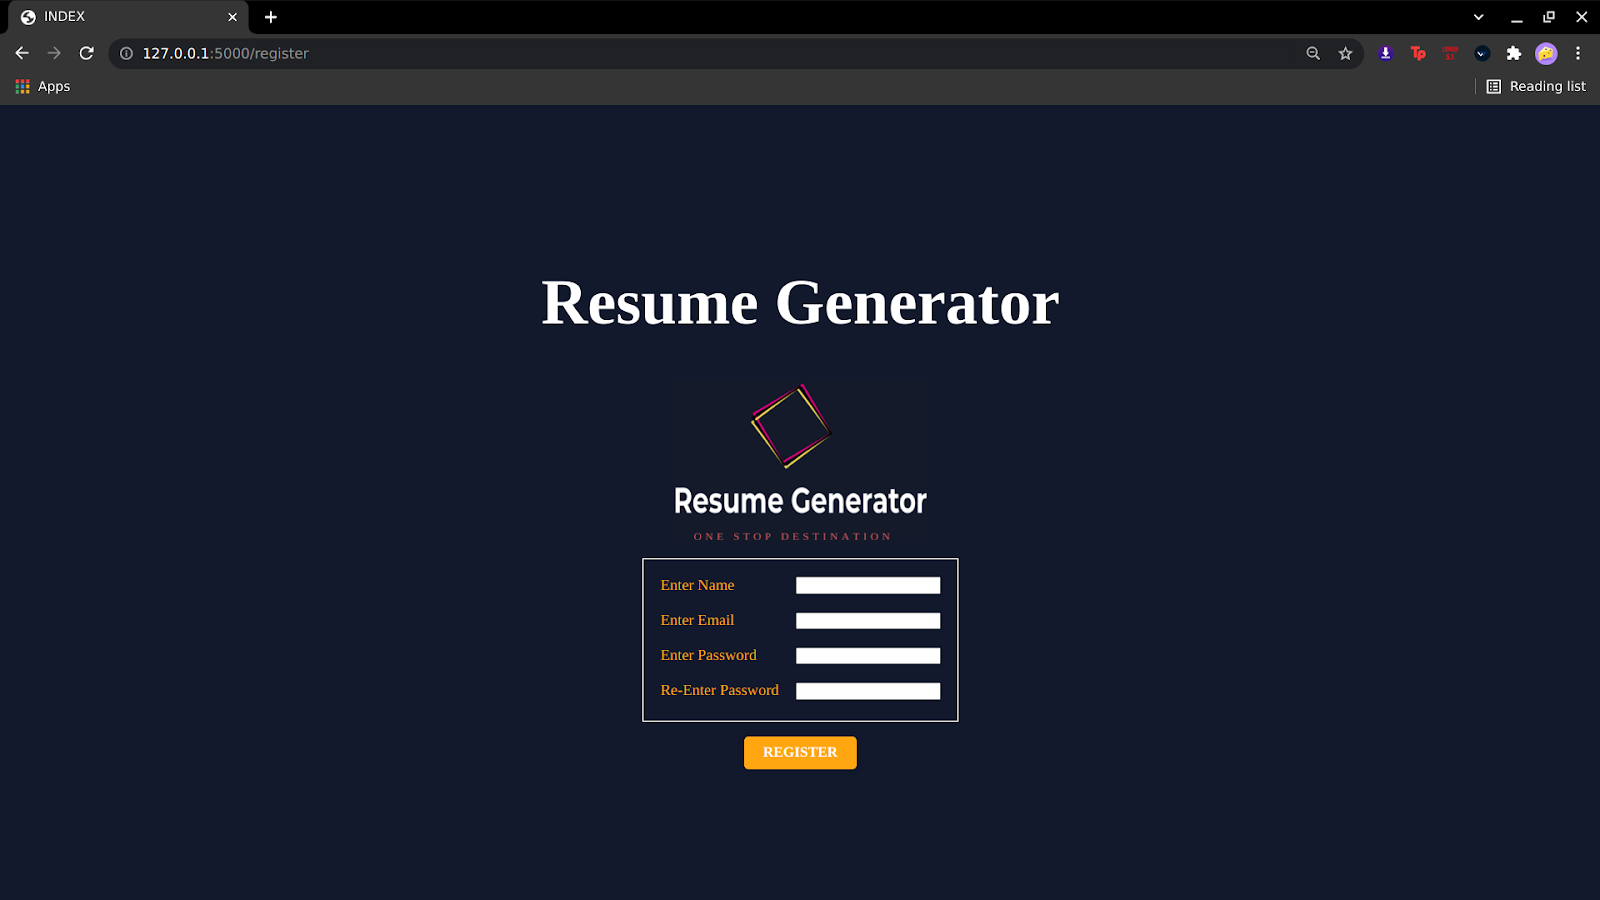 INDEX
127.0.0.1:5000/register
Tp
Apps
Reading list
Resume Generator
Resume Generator
ONE STOP DESTINATION
Enter Name
Enter Email
Enter Password
Re-Enter Password
REGISTER